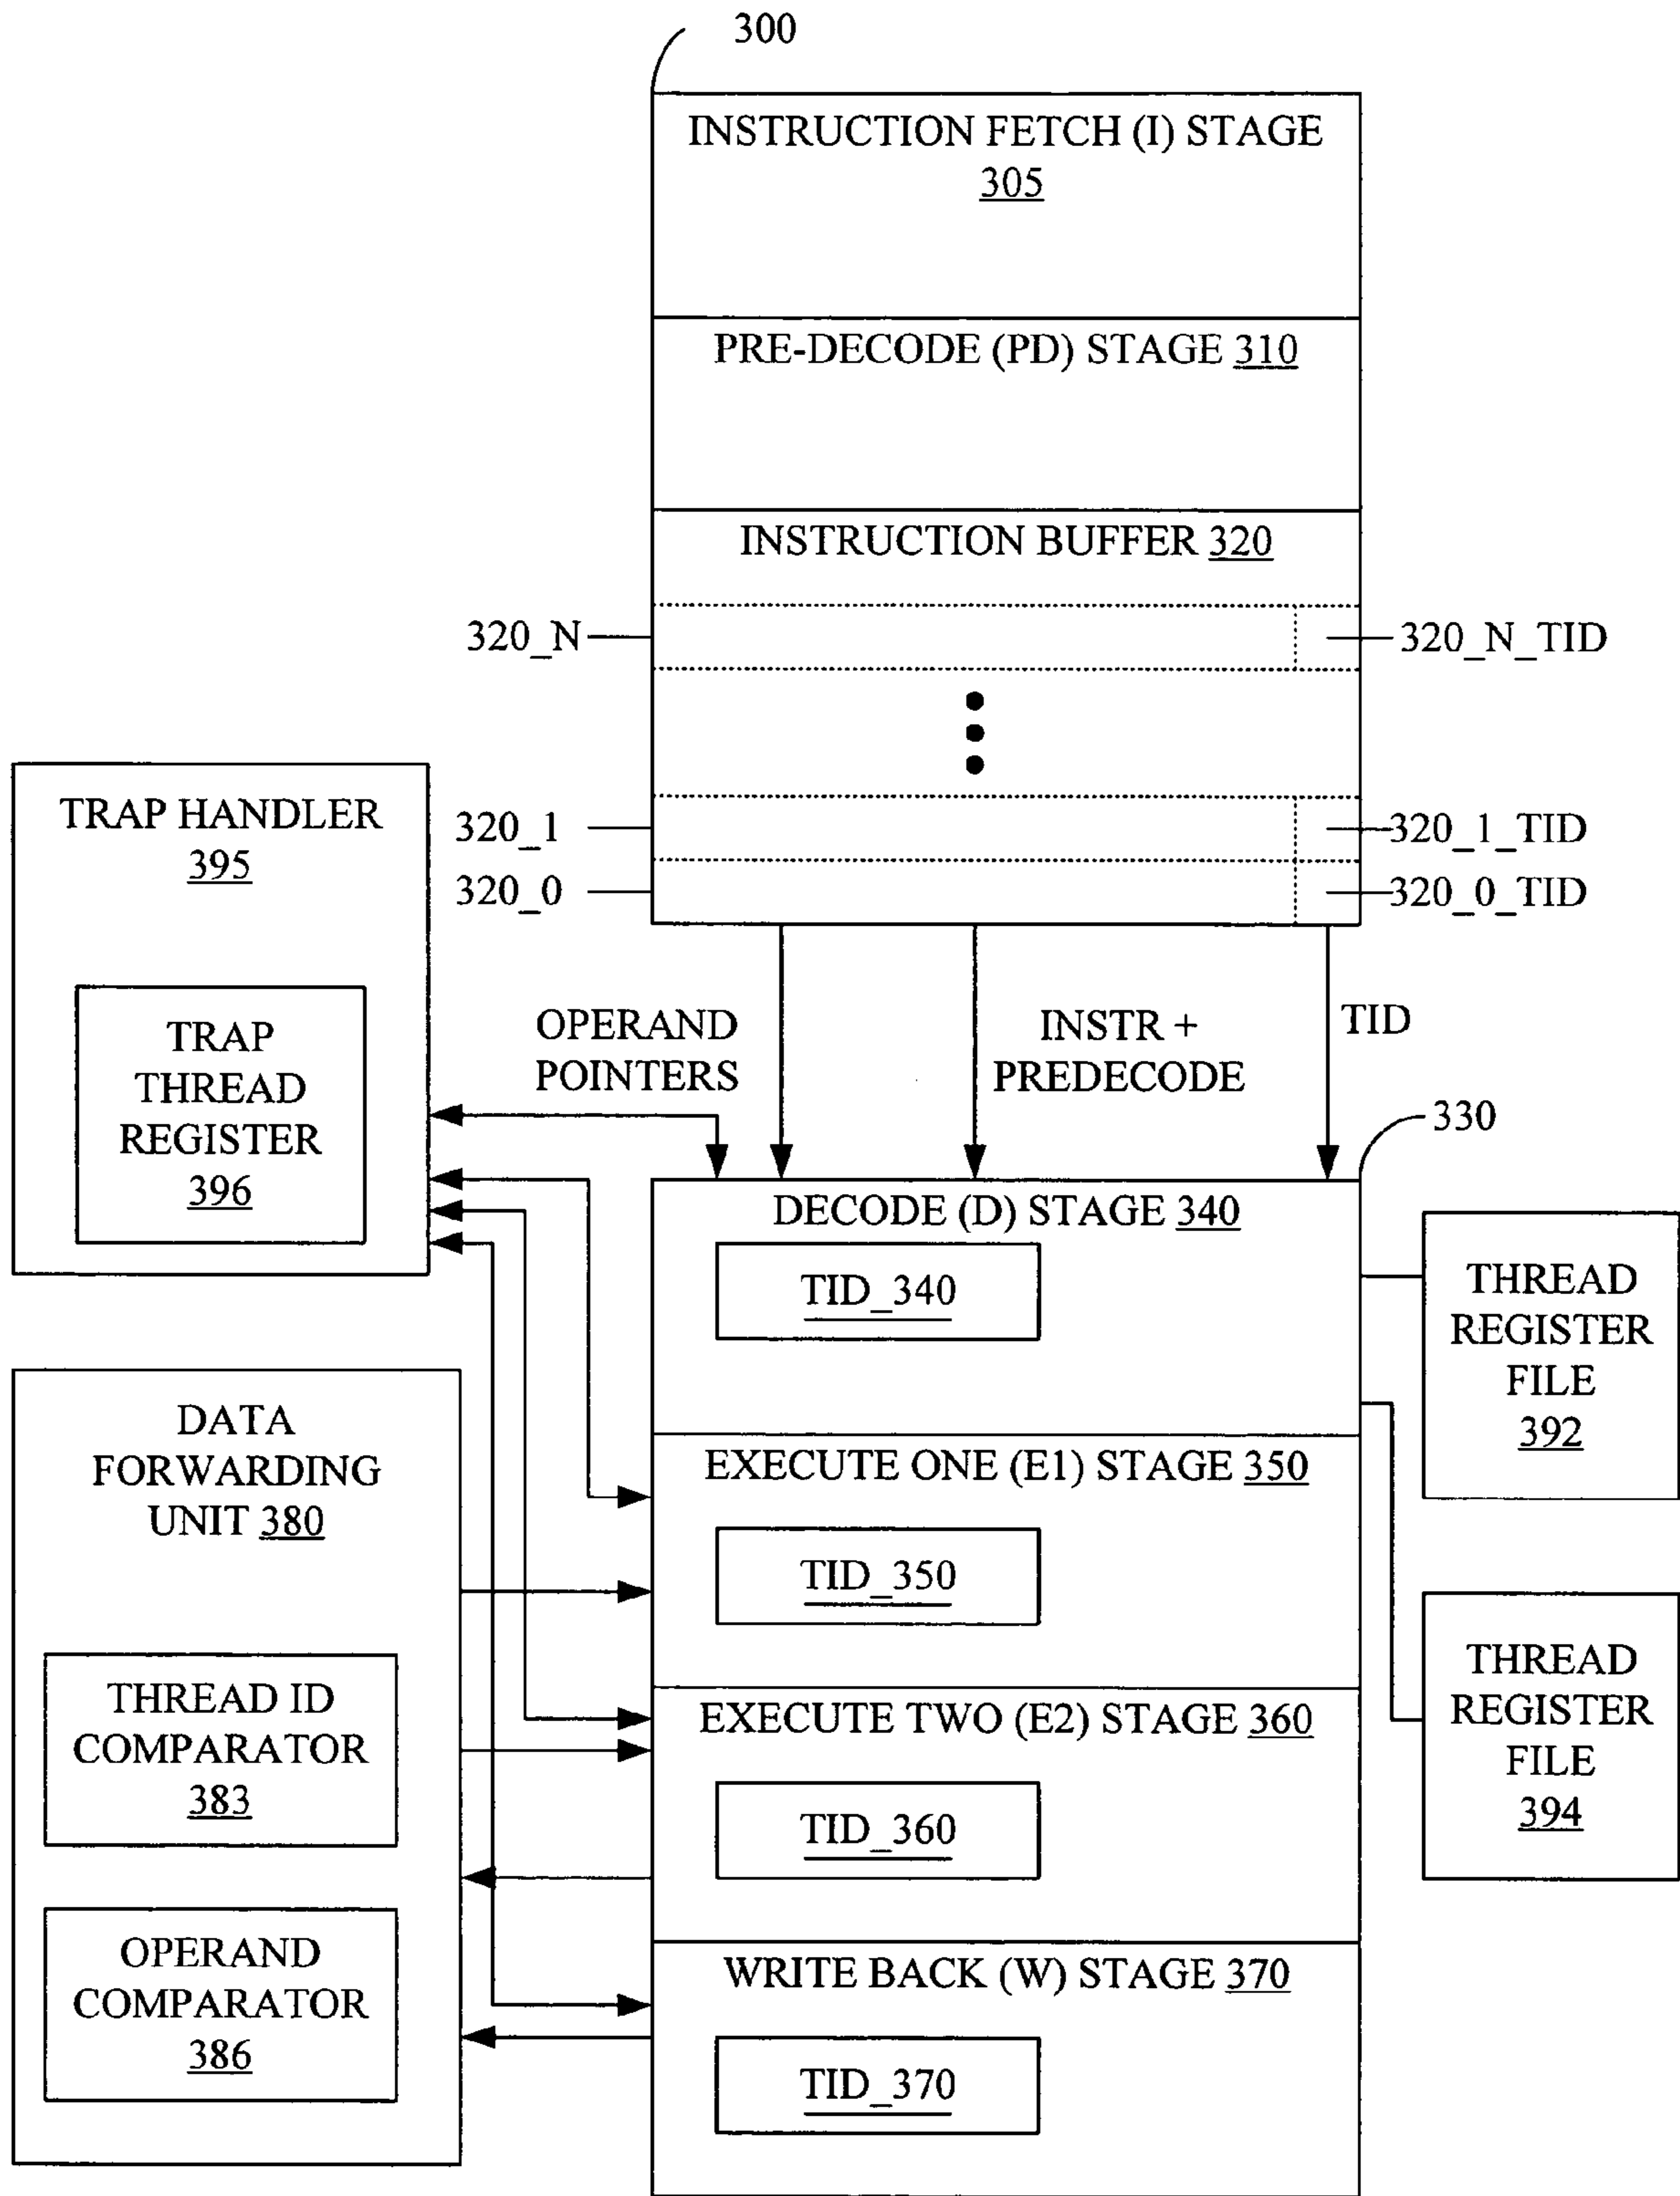 300
INSTRUCTION FETCH (I) STAGE
305
PRE-DECODE (PD) STAGE 310
INSTRUCTION BUFFER 320
320_N
320_N_TID
320_1
320_1_TID
320_0
320_0_TID
TRAP HANDLER
395
TRAP
THREAD
REGISTER
396
OPERAND
POINTERS
INSTR +
PREDECODE
TID
330
DECODE (D) STAGE 340
TID_340
THREAD
REGISTER
FILE
392
DATA
FORWARDING
UNIT 380
EXECUTE ONE (E1) STAGE 350
TID_350
THREAD
REGISTER
FILE
394
THREAD ID
COMPARATOR
383
EXECUTE TWO (E2) STAGE 360
TID_360
OPERAND
COMPARATOR
386
WRITE BACK (W) STAGE 370
TID_370